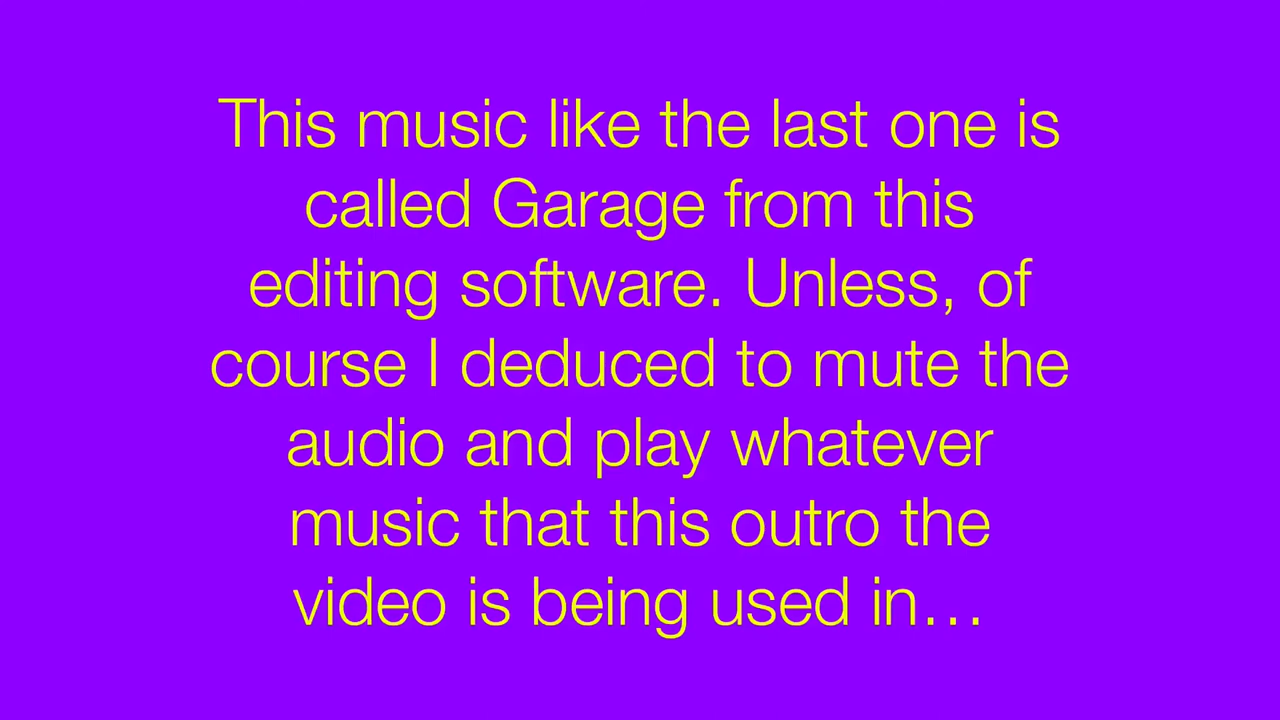 This music like the last one is
called Garage from this
editing software. Unless, of
course I deduced to mute the
audio and play whatever
music that this outro the
video is being used in…